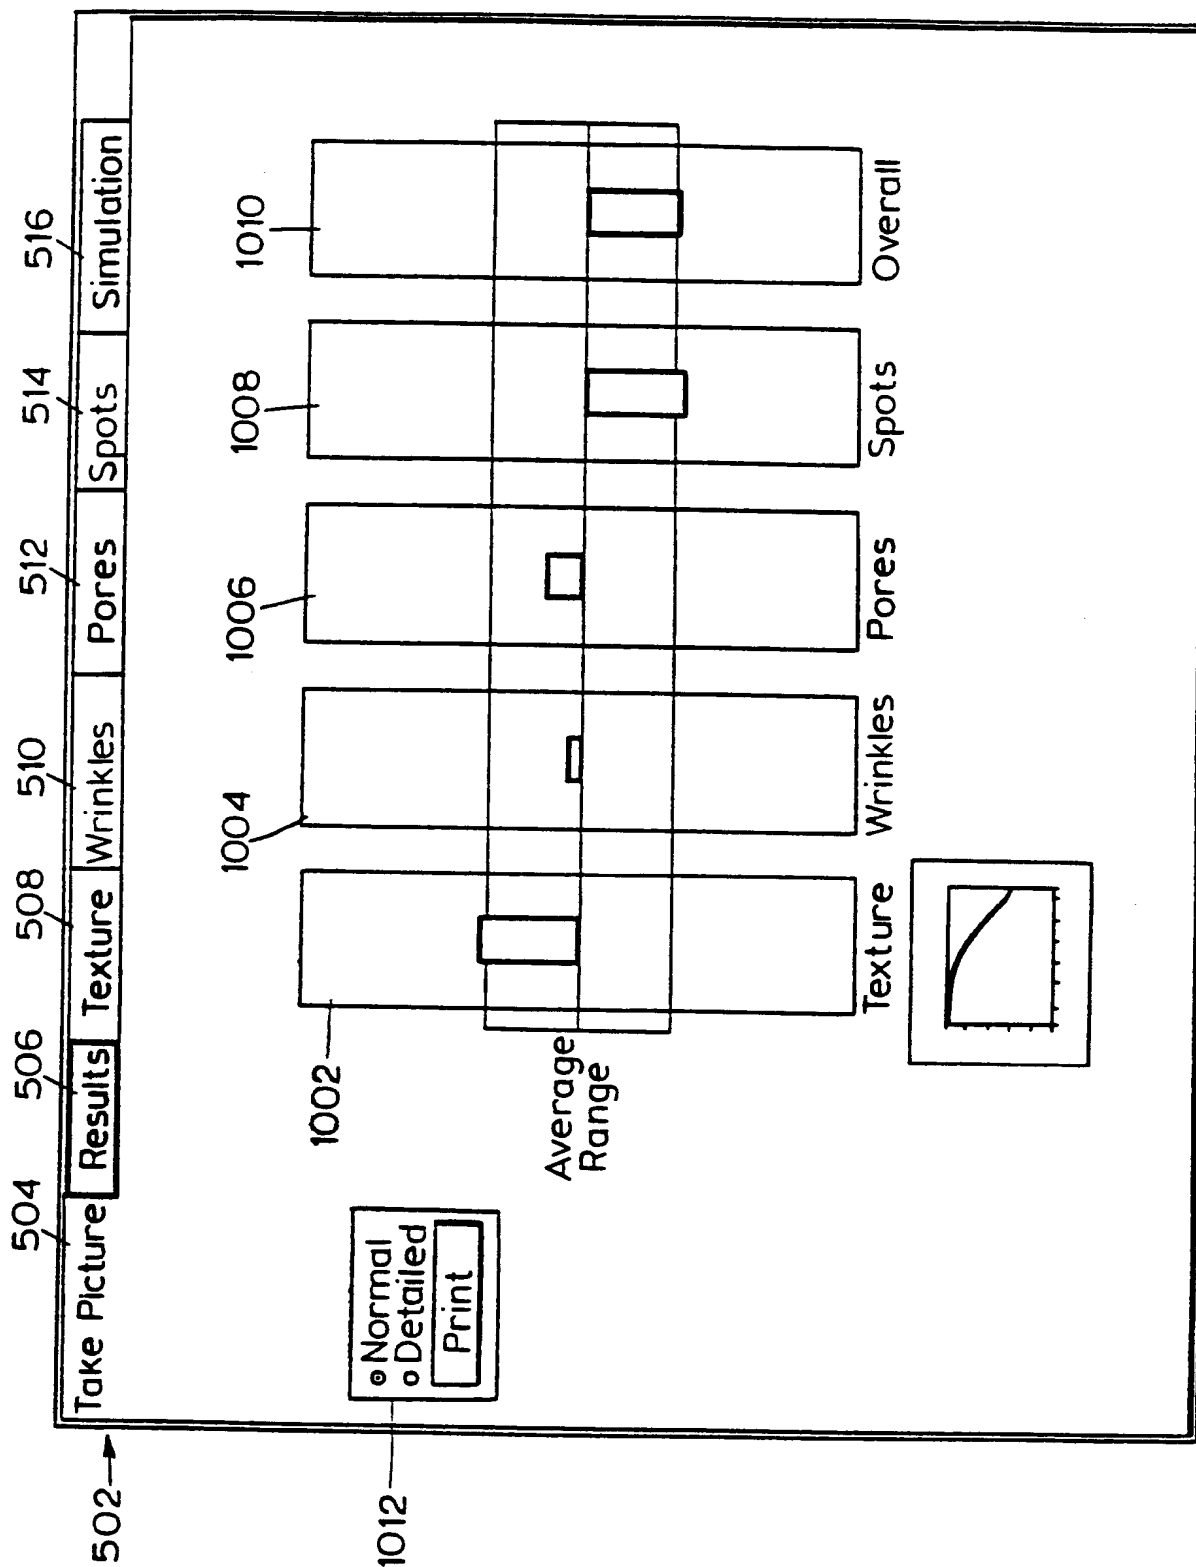 504 506 508 510 512 514 516
502
Take Picture Results Texture Wrinkles Pores Spots Simulation
1002 1004 1006 1008 1010
1012
Normal
Detailed
Print
Average
Range
Texture Wrinkles Pores Spots Overall